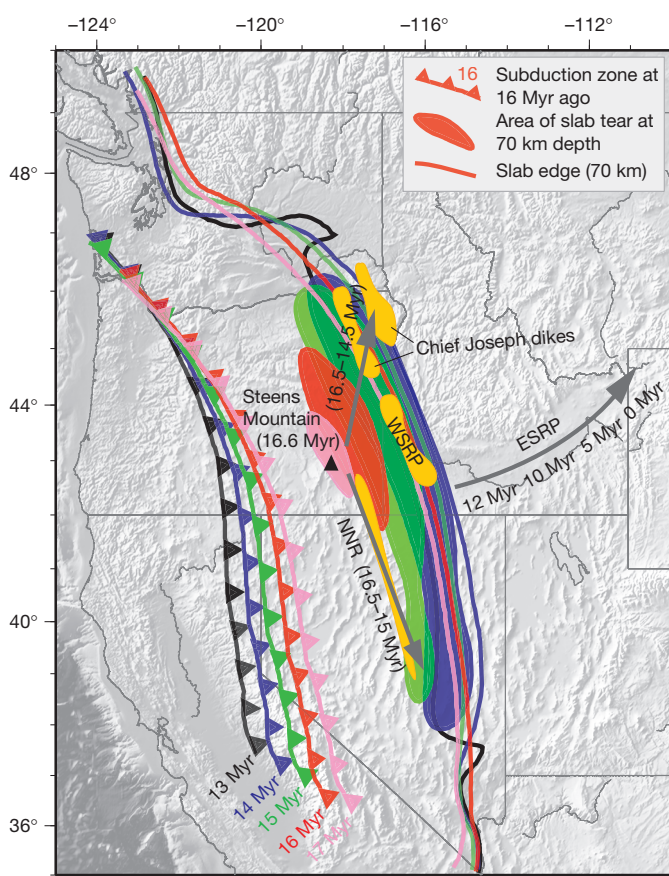 −124° −120° −116° −112°
48°
44°
40°
36°
16 Subduction zone at
16 Myr ago
Area of slab tear at
70 km depth
Slab edge (70 km)
(16.5–14.5 Myr)
Chief Joseph dikes
Steens
Mountain
(16.6 Myr)
WSRP
ESRP
12 Myr 10 Myr 5 Myr 0 Myr
NNR (16.5–15 Myr)
13 Myr
14 Myr
15 Myr
16 Myr
17 Myr